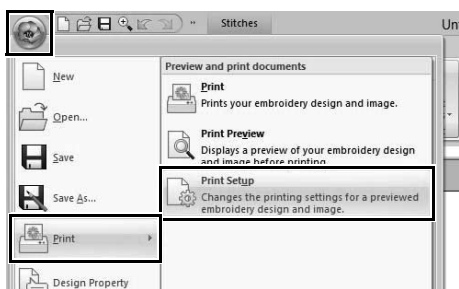 Stitches
Unt
New
Open...
Save
Save As...
Print
Design Property
Preview and print documents
Print
Prints your embroidery design and image.
Print Preview
Displays a preview of your embroidery design
and image before printing.
Print Setup
Changes the printing settings for a previewed
embroidery design and image.